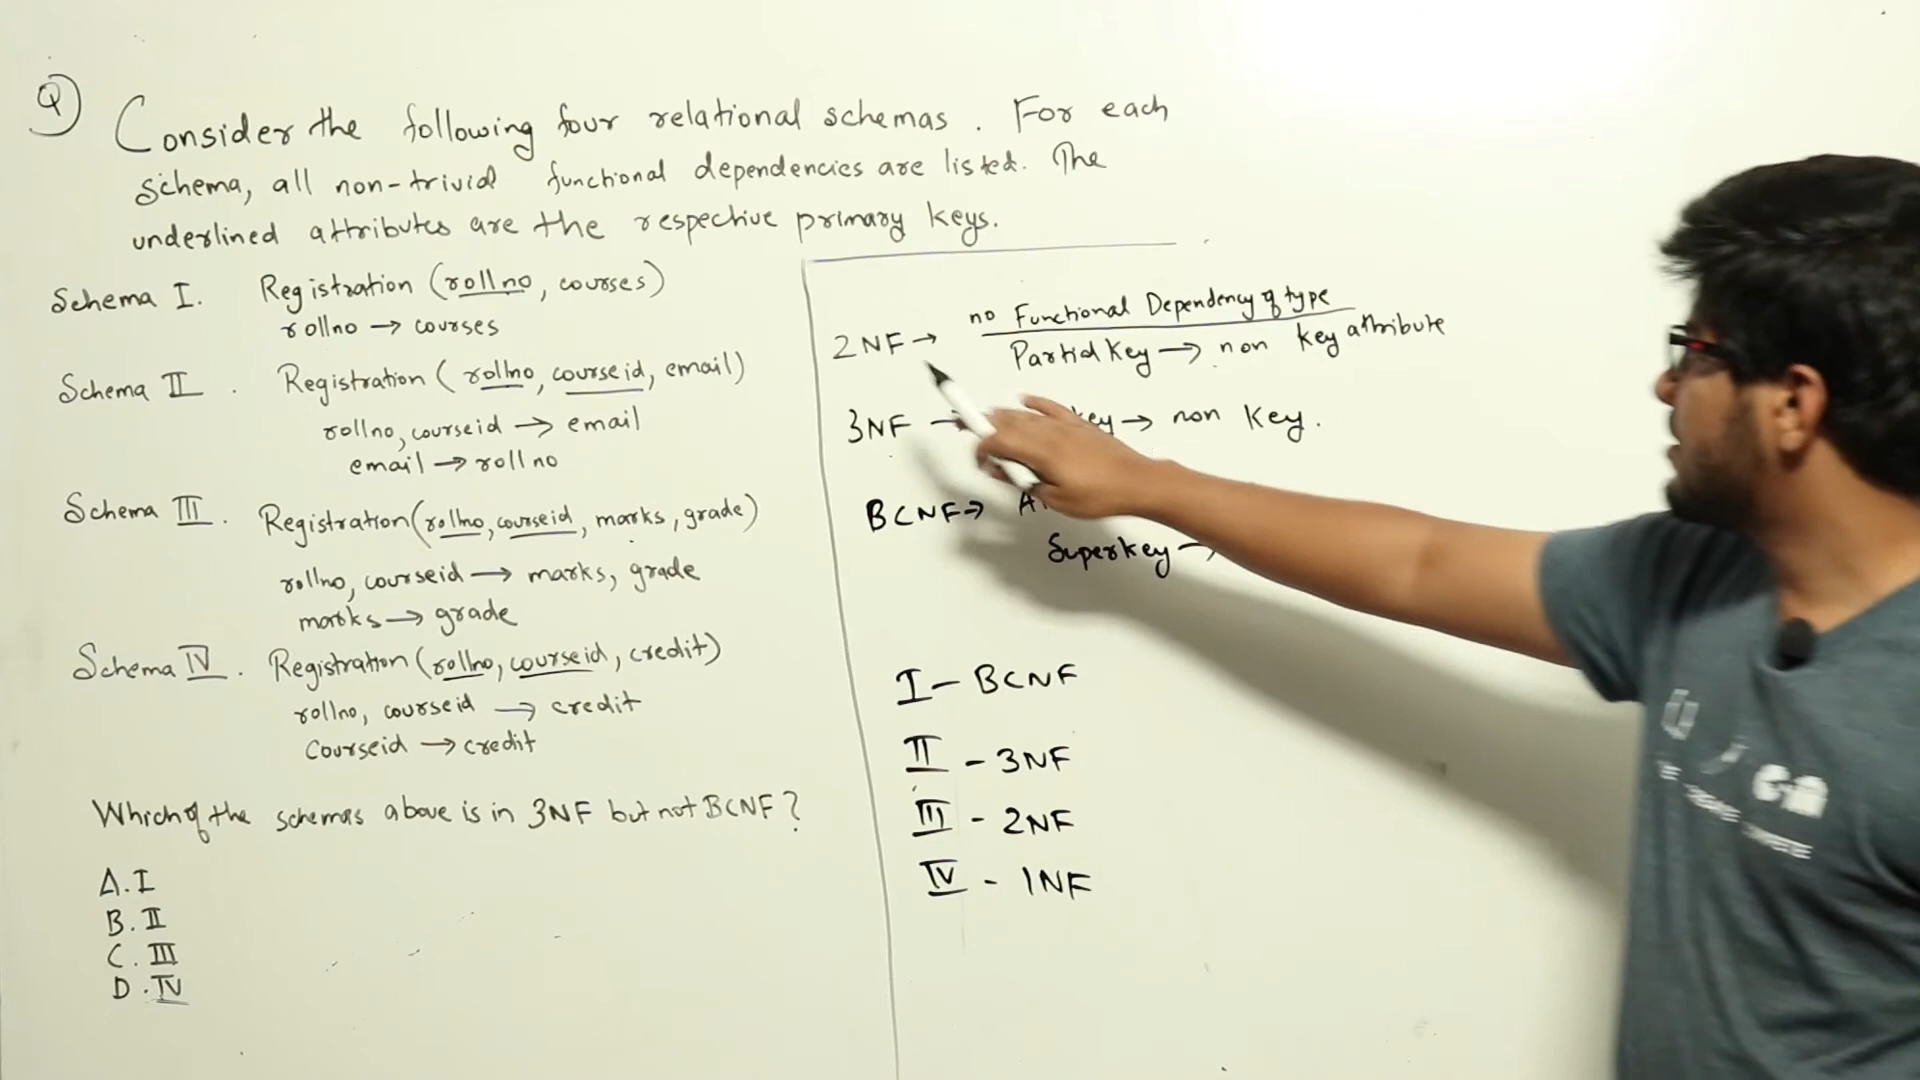 Q)
Consider the following four relational schemas. For each
schema, all non-trivial functional dependencies are listed. The
underlined attributes are the respective primary keys.
Schema I. Registration (rollno, courses)
rollno → courses
Schema II. Registration (rollno, courseid, email)
rollno, courseid → email
email → rollno
Schema III. Registration (rollno, courseid, marks, grade)
rollno, courseid → marks, grade
marks → grade
Schema IV. Registration (rollno, courseid, credit)
rollno, courseid → credit
Courseid → credit
Which of the schemas above is in 3NF but not BCNF?
A. I
B. II
C. III
D. IV
2NF → no Functional Dependency of type
Partial Key → non key attribute
3NF → key → non key.
BCNF →
Superkey →
I - BCNF
II - 3NF
III - 2NF
IV - 1NF